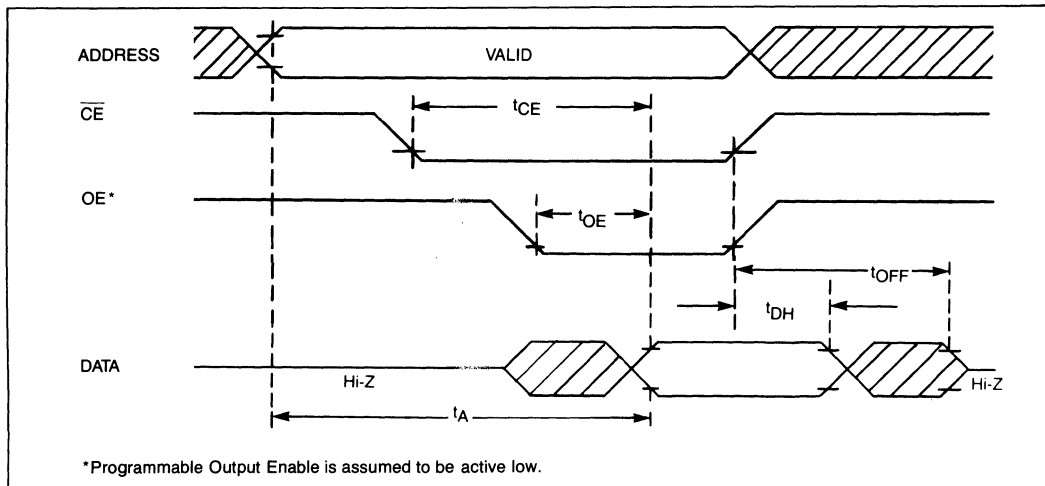 ADDRESS
VALID
tCE
CE
OE*
tOE
tOFF
tDH
DATA
Hi-Z
Hi-Z
tA
*Programmable Output Enable is assumed to be active low.